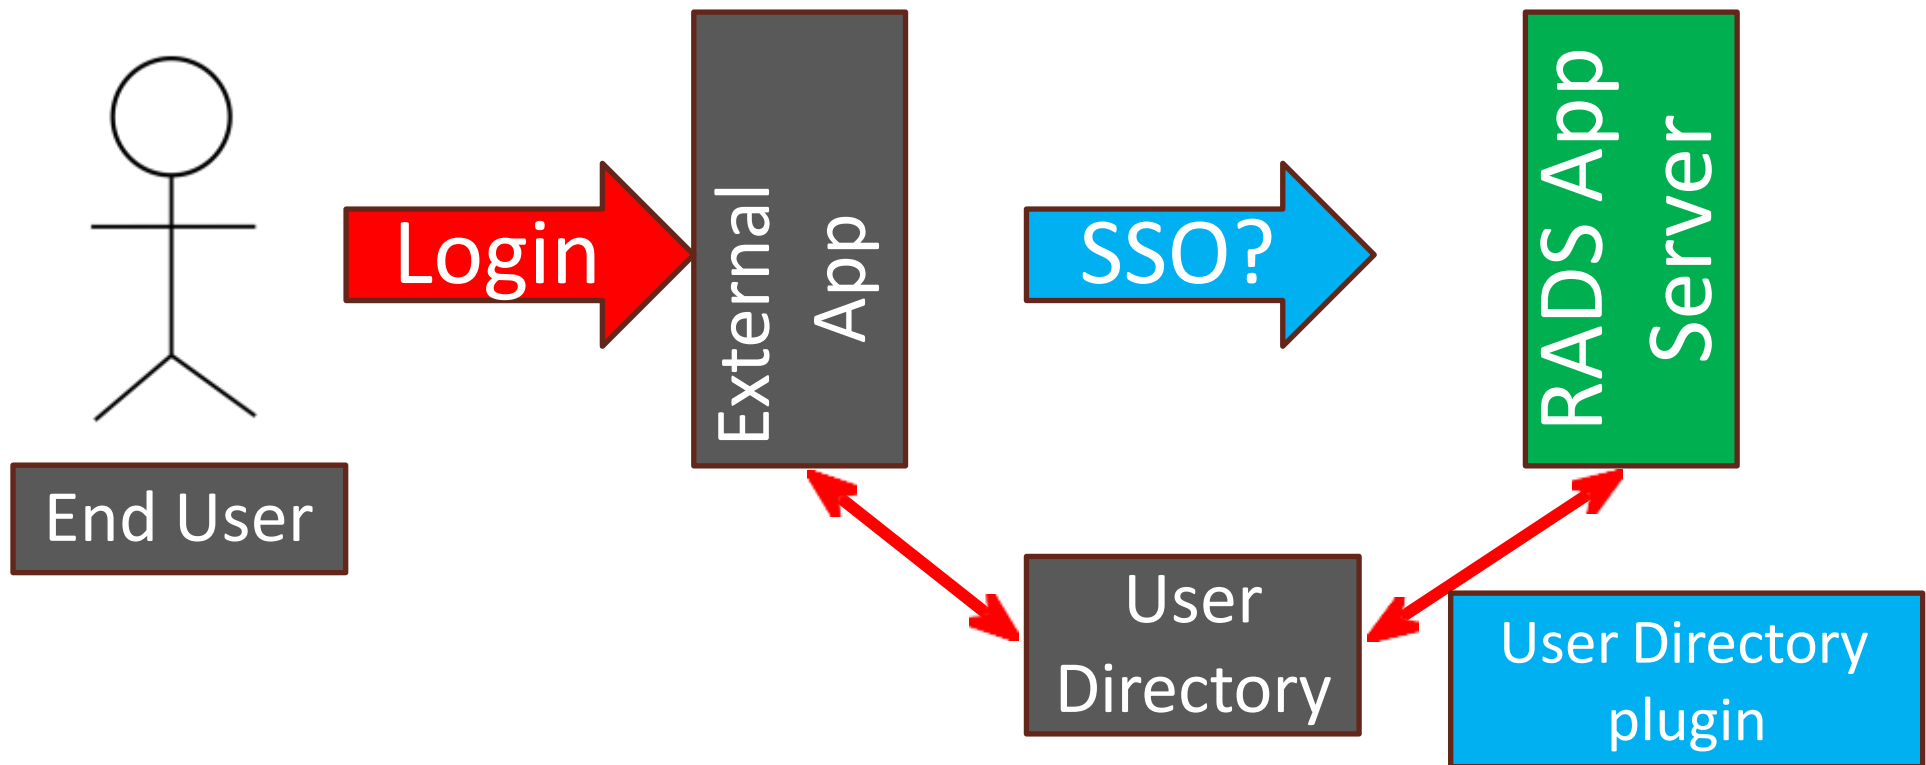 End User
Login
External
App
SSO?
RADS App
Server
User
Directory
User Directory
plugin